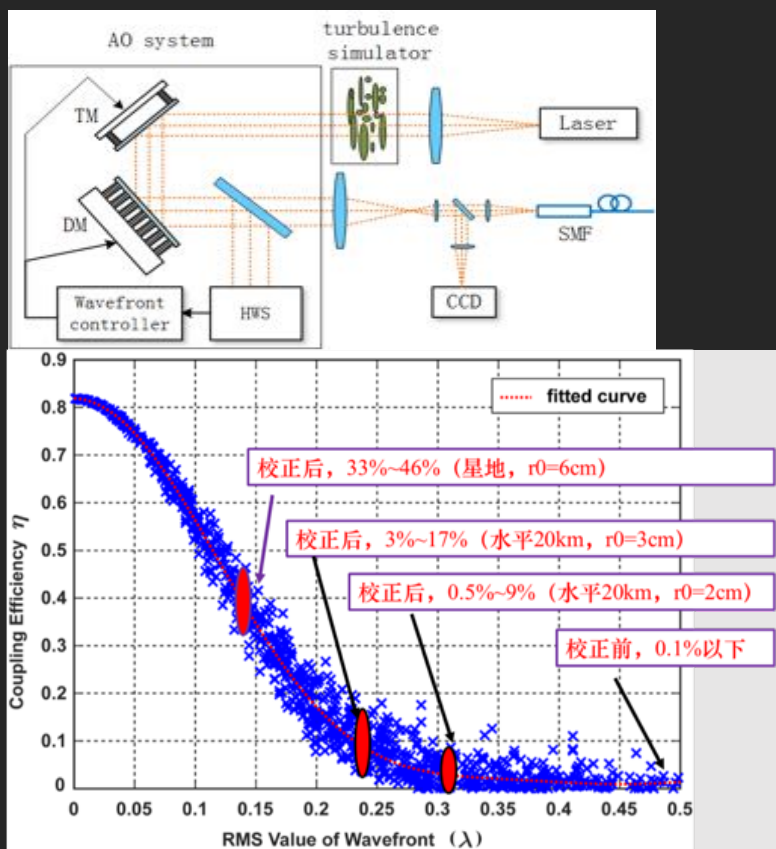 AO system
turbulence
simulator
TM
Laser
DM
SMF
Wavefront
controller
HWS
CCD
0.9
0.8
0.7
0.6
0.5
0.4
0.3
0.2
0.1
0
Coupling Efficiency η
fitted curve
校正后，33%~46%（星地，r0=6cm）
校正后，3%~17%（水平20km，r0=3cm）
校正后，0.5%~9%（水平20km，r0=2cm）
校正前，0.1%以下
0 0.05 0.1 0.15 0.2 0.25 0.3 0.35 0.4 0.45 0.5
RMS Value of Wavefront (λ)